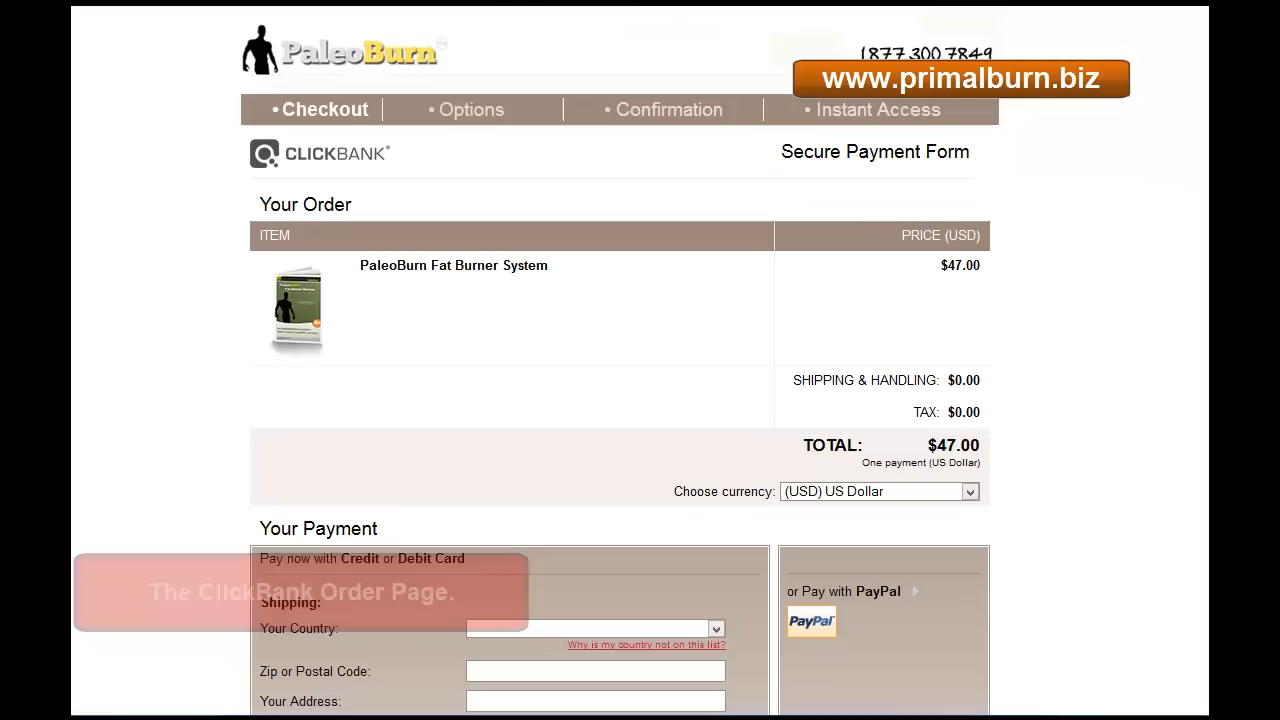 PaleoBurn
1 877 300 7849
www.primalburn.biz
• Checkout
• Options
• Confirmation
• Instant Access
CLICKBANK®
Secure Payment Form
Your Order
ITEM
PRICE (USD)
PaleoBurn Fat Burner System
$47.00
SHIPPING & HANDLING: $0.00
TAX: $0.00
TOTAL: $47.00
One payment (US Dollar)
Choose currency: (USD) US Dollar
Your Payment
Pay now with Credit or Debit Card
The ClickBank Order Page.
or Pay with PayPal
PayPal
Shipping:
Your Country:
Why is my country not on this list?
Zip or Postal Code:
Your Address: